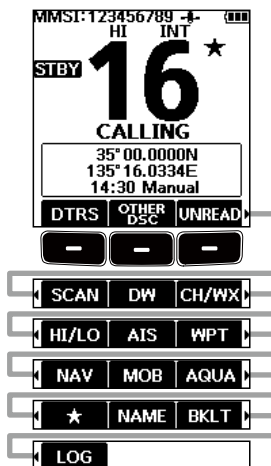 MMSI:123456789
HI INT
STBY 16 ★
CALLING
35°00.0000N
135°16.0334E
14:30 Manual
DTRS OTHER DSC UNREAD
SCAN DW CH/WX
HI/LO AIS WPT
NAV MOB AQUA
★ NAME BKLT
LOG